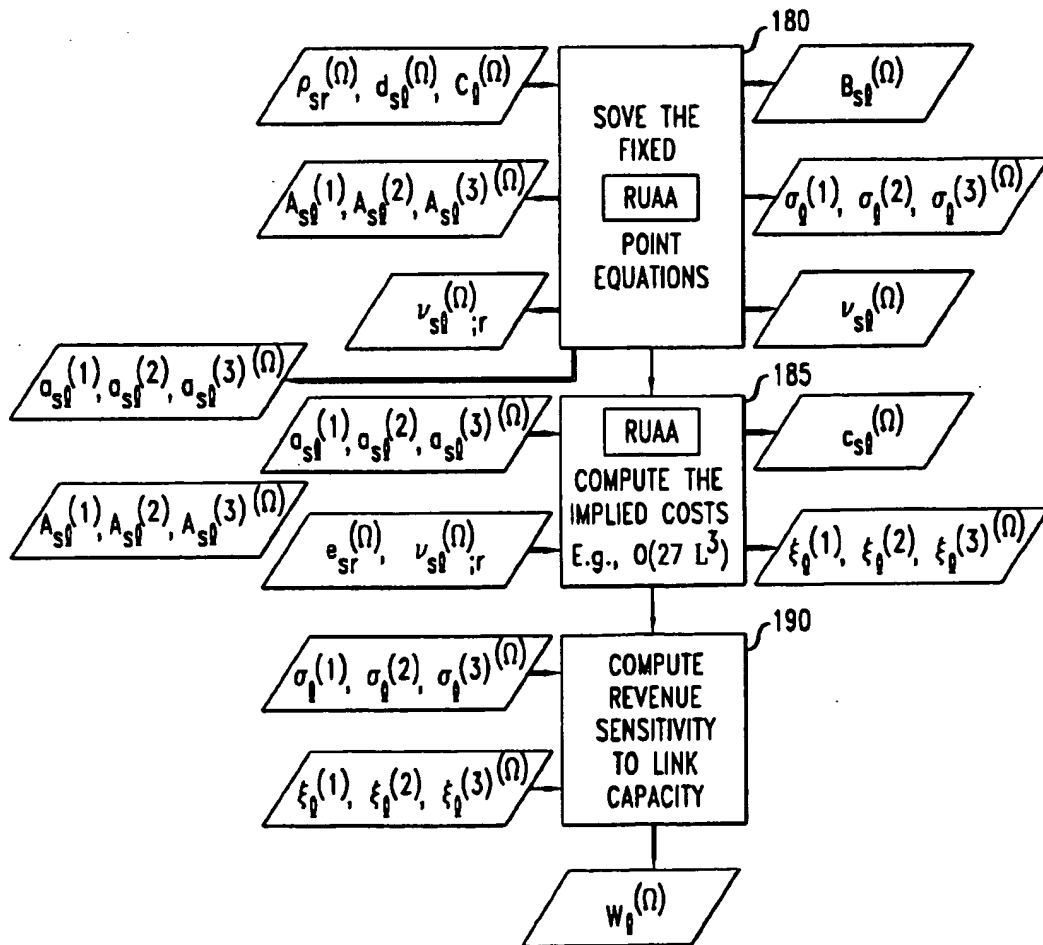 180
ρsr(Ω), dsℓ(Ω), Cℓ(Ω)
Bsℓ(Ω)
SOVE THE
FIXED
RUAA
POINT
EQUATIONS
Asℓ(1), Asℓ(2), Asℓ(3)(Ω)
σℓ(1), σℓ(2), σℓ(3)(Ω)
νsℓ(Ω);r
νsℓ(Ω)
asℓ(1), asℓ(2), asℓ(3)(Ω)
185
asℓ(1), asℓ(2), asℓ(3)(Ω)
RUAA
COMPUTE THE
IMPLIED COSTS
E.g., O(27 L³)
csℓ(Ω)
Asℓ(1), Asℓ(2), Asℓ(3)(Ω)
esr(Ω), νsℓ(Ω);r
ξℓ(1), ξℓ(2), ξℓ(3)(Ω)
190
σℓ(1), σℓ(2), σℓ(3)(Ω)
COMPUTE
REVENUE
SENSITIVITY
TO LINK
CAPACITY
ξℓ(1), ξℓ(2), ξℓ(3)(Ω)
Wℓ(Ω)